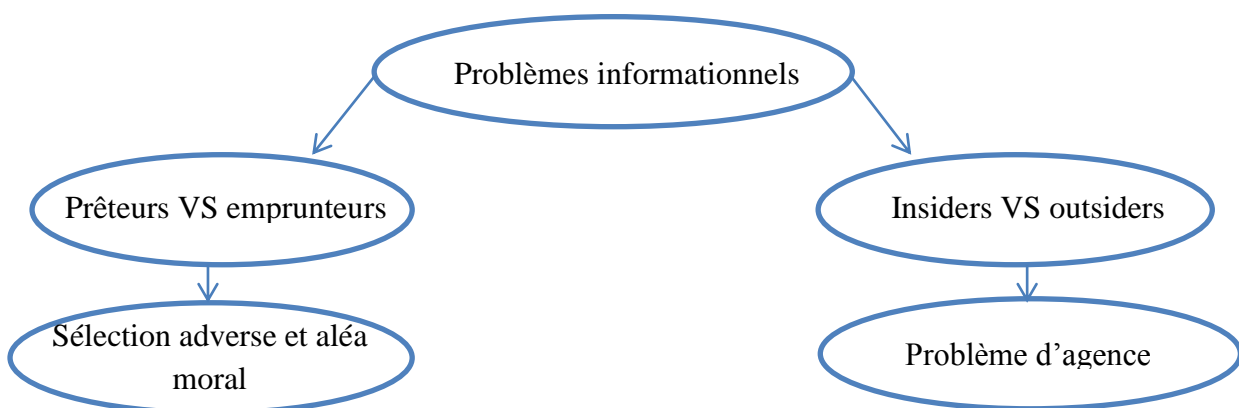 Problèmes informationnels
Prêteurs VS emprunteurs
Insiders VS outsiders
Sélection adverse et aléa
moral
Problème d’agence